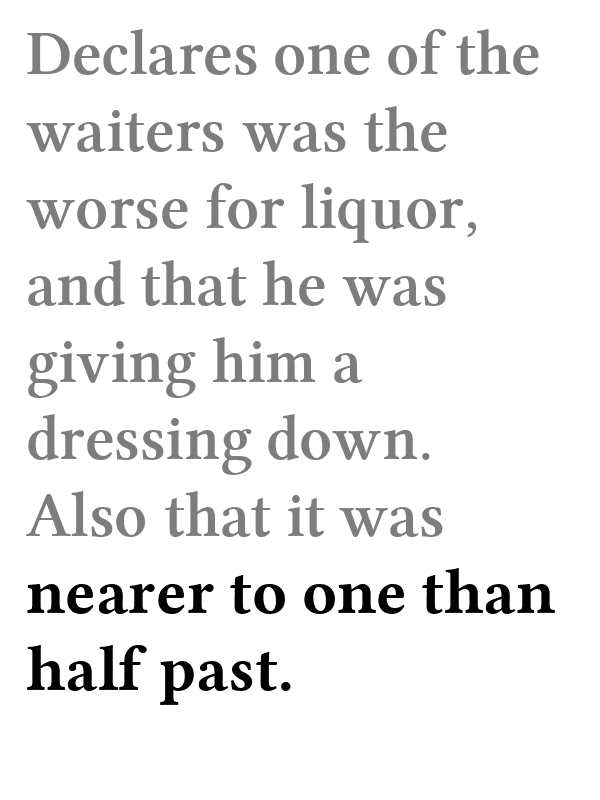 Declares one of the
waiters was the
worse for liquor,
and that he was
giving him a
dressing down.
Also that it was
nearer to one than
half past.